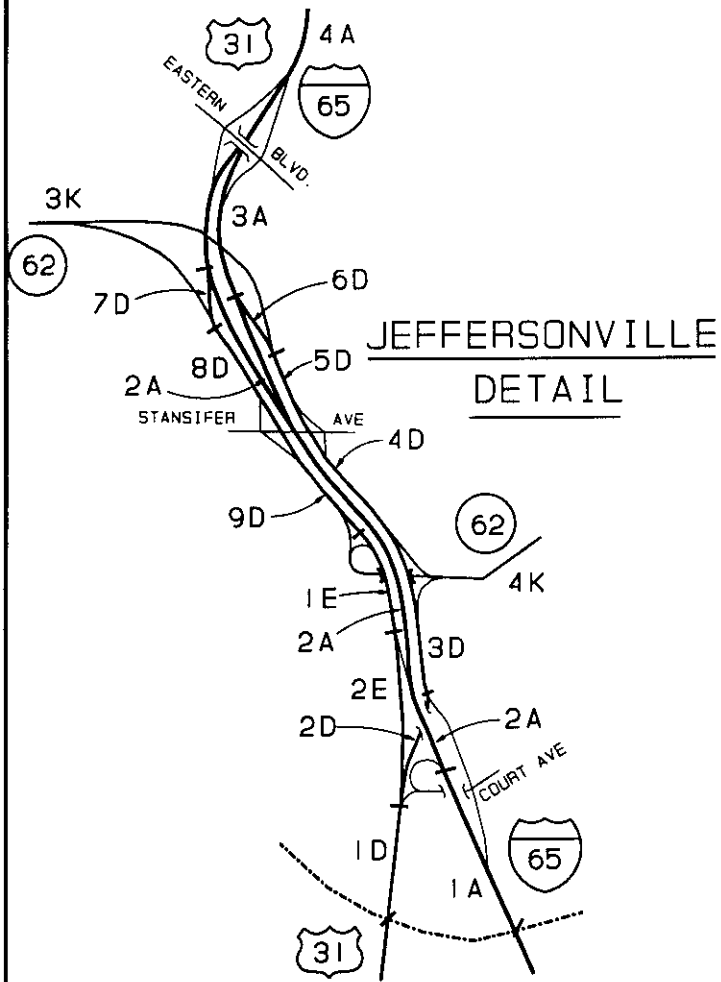 31
4A
EASTERN BLVD.
65
3K
3A
62
7D
6D
JEFFERSONVILLE
DETAIL
8D
5D
2A
STANSIFER AVE
4D
9D
62
1E
4K
2A
3D
2E
2D
2A
COURT AVE
1D
65
1A
31